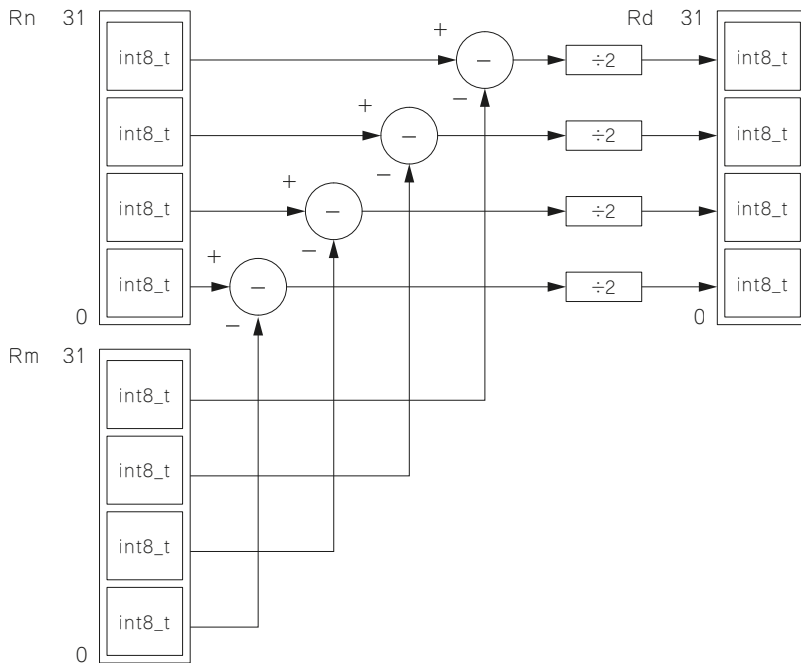 Rn 31
Rd 31
+
int8_t
−
÷2
int8_t
−
+
int8_t
−
÷2
int8_t
−
+
int8_t
−
÷2
int8_t
−
+
int8_t
−
÷2
int8_t
−
0
0
Rm 31
int8_t
int8_t
int8_t
int8_t
0